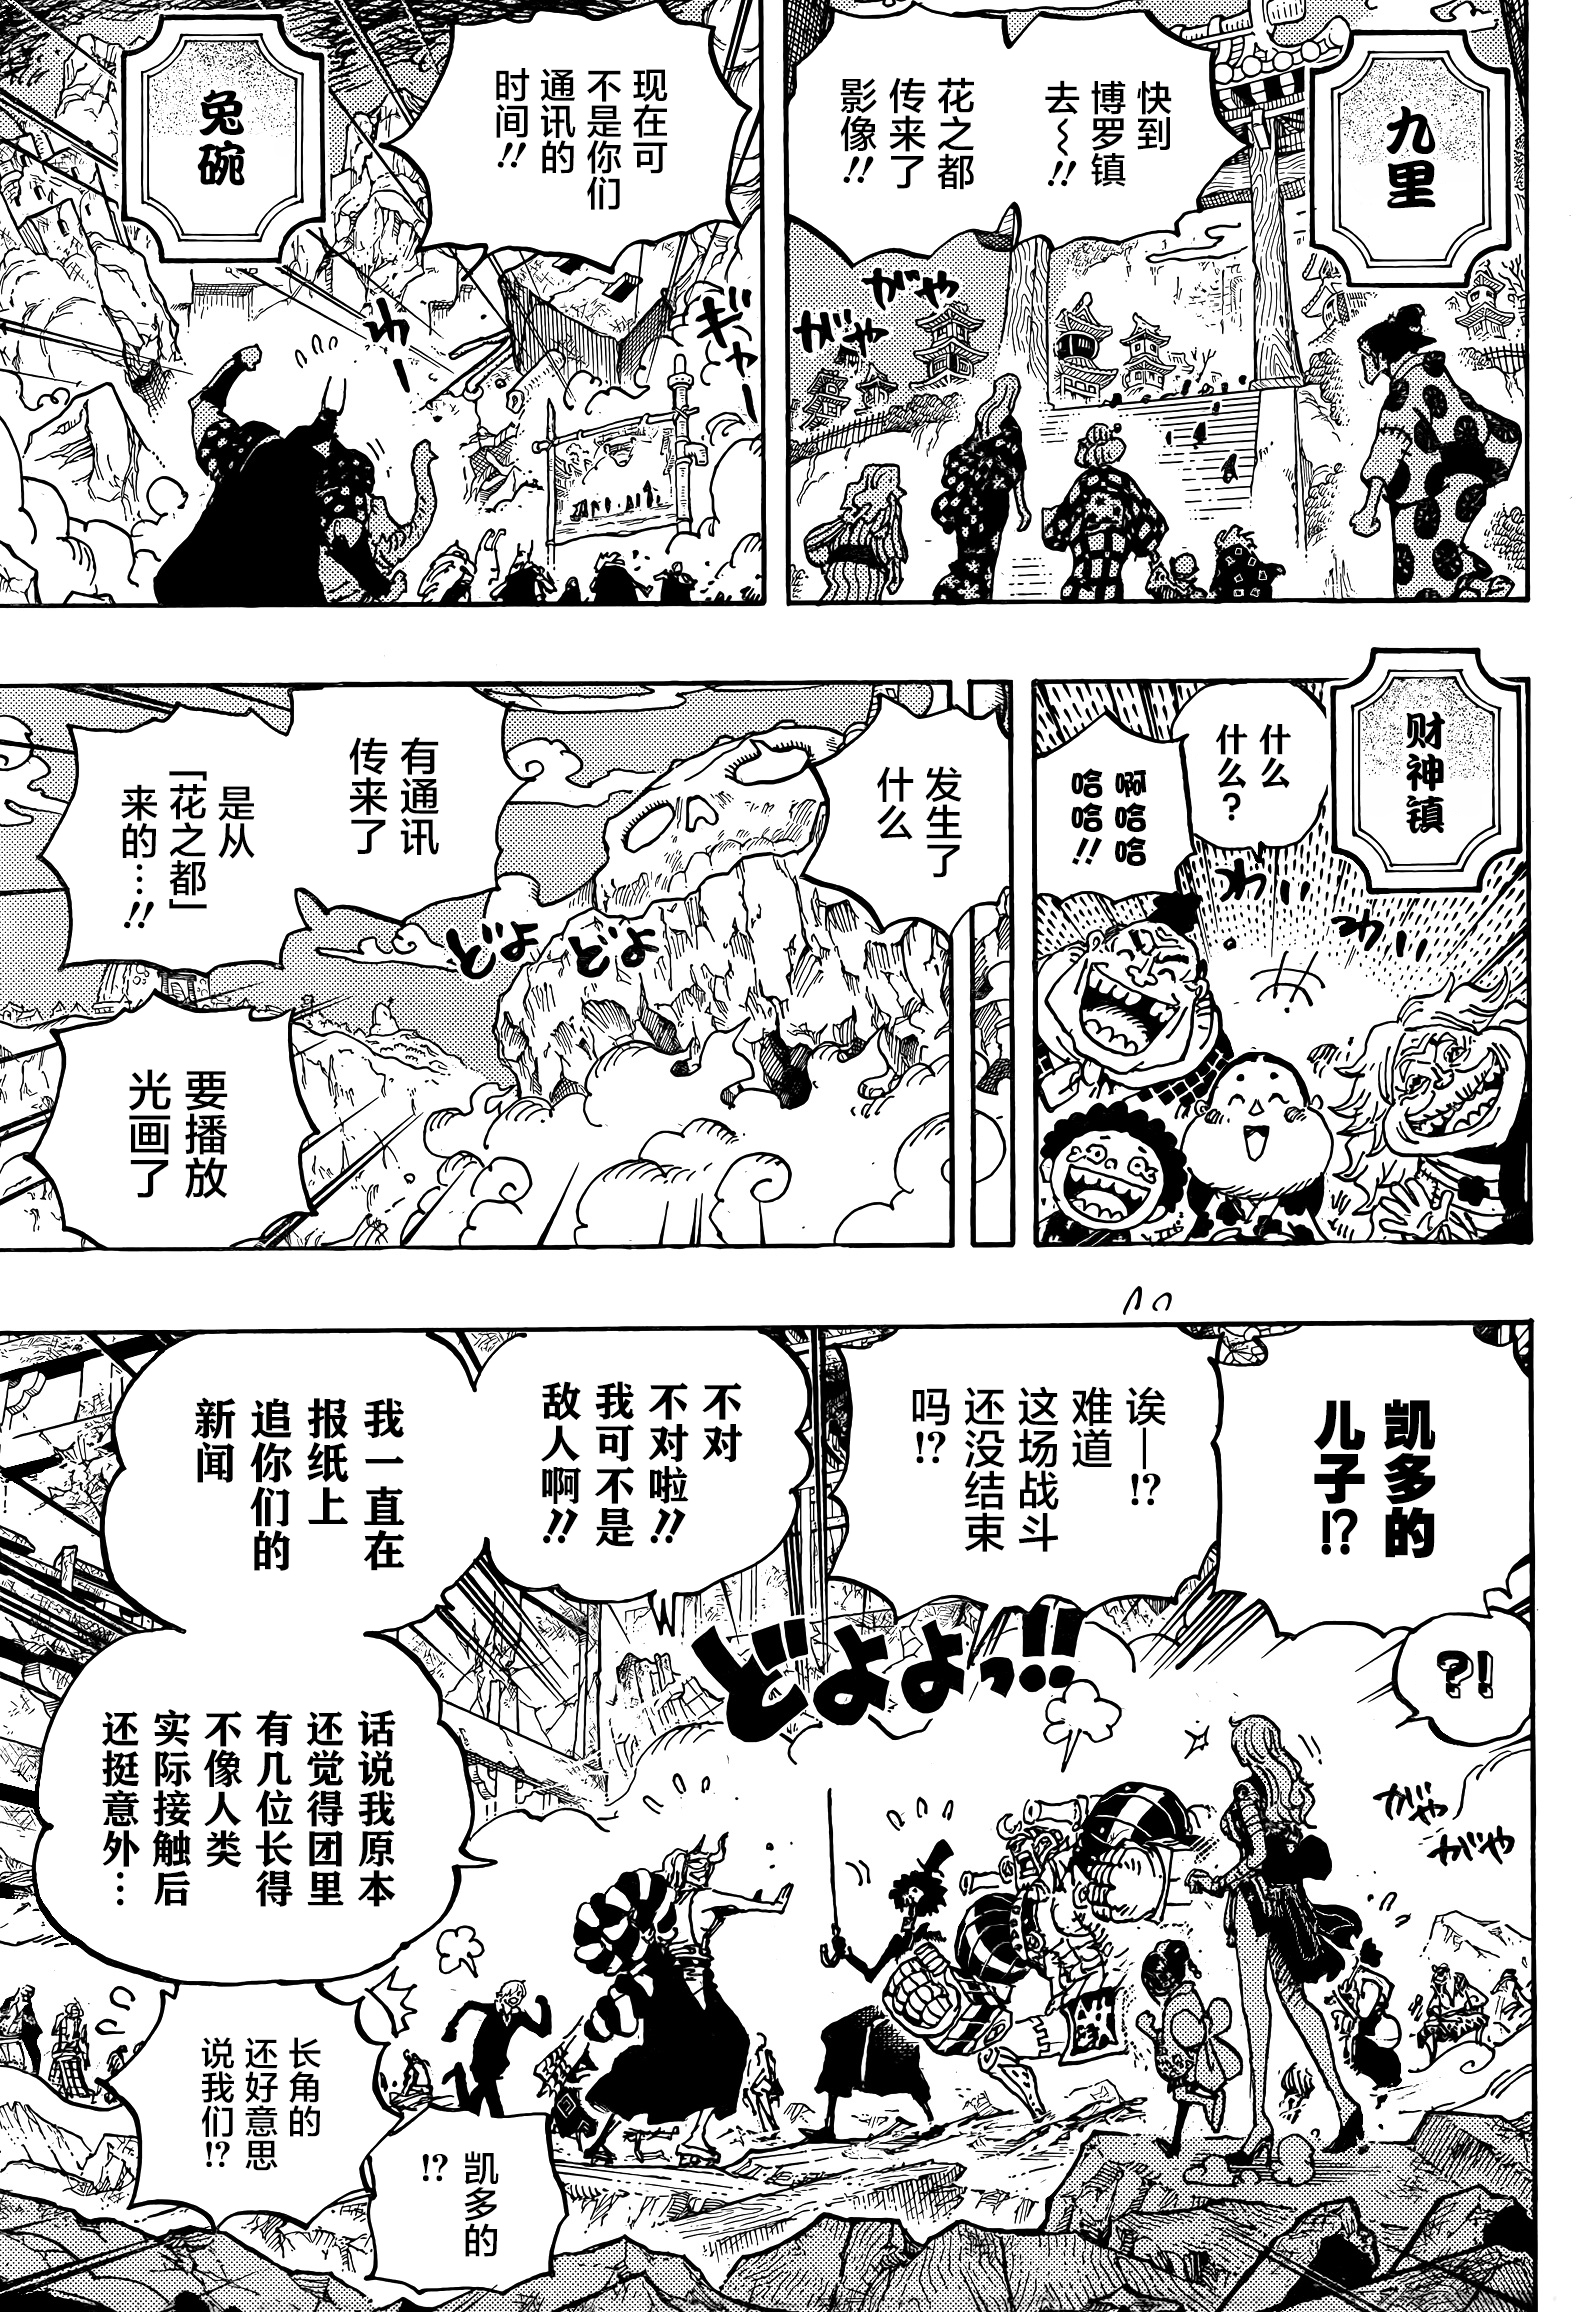 九里
快到
博罗镇
去～!!
花之都
传来了
影像!!
がや
がや
现在可
不是你们
通讯的
时间!!
兔碗
ギャー
わー
财神镇
什么
什么？
啊哈哈
哈哈!!
わり
わり
发生了
什么
どよ
どよ
有通讯
传来了
是从
「花之都」
来的…!!
要播放
光画了
凯多的
儿子!?
?!
诶—!?
难道
这场战斗
还没结束
吗!?
不对
不对啦!!
我可不是
敌人啊!!
我一直在
报纸上
追你们的
新闻
どよよっ!!
がや
がや
话说我原本
还觉得团里
有几位长得
不像人类
实际接触后
还挺意外…
长角的
还好意思
说我们!?
凯多的
!?